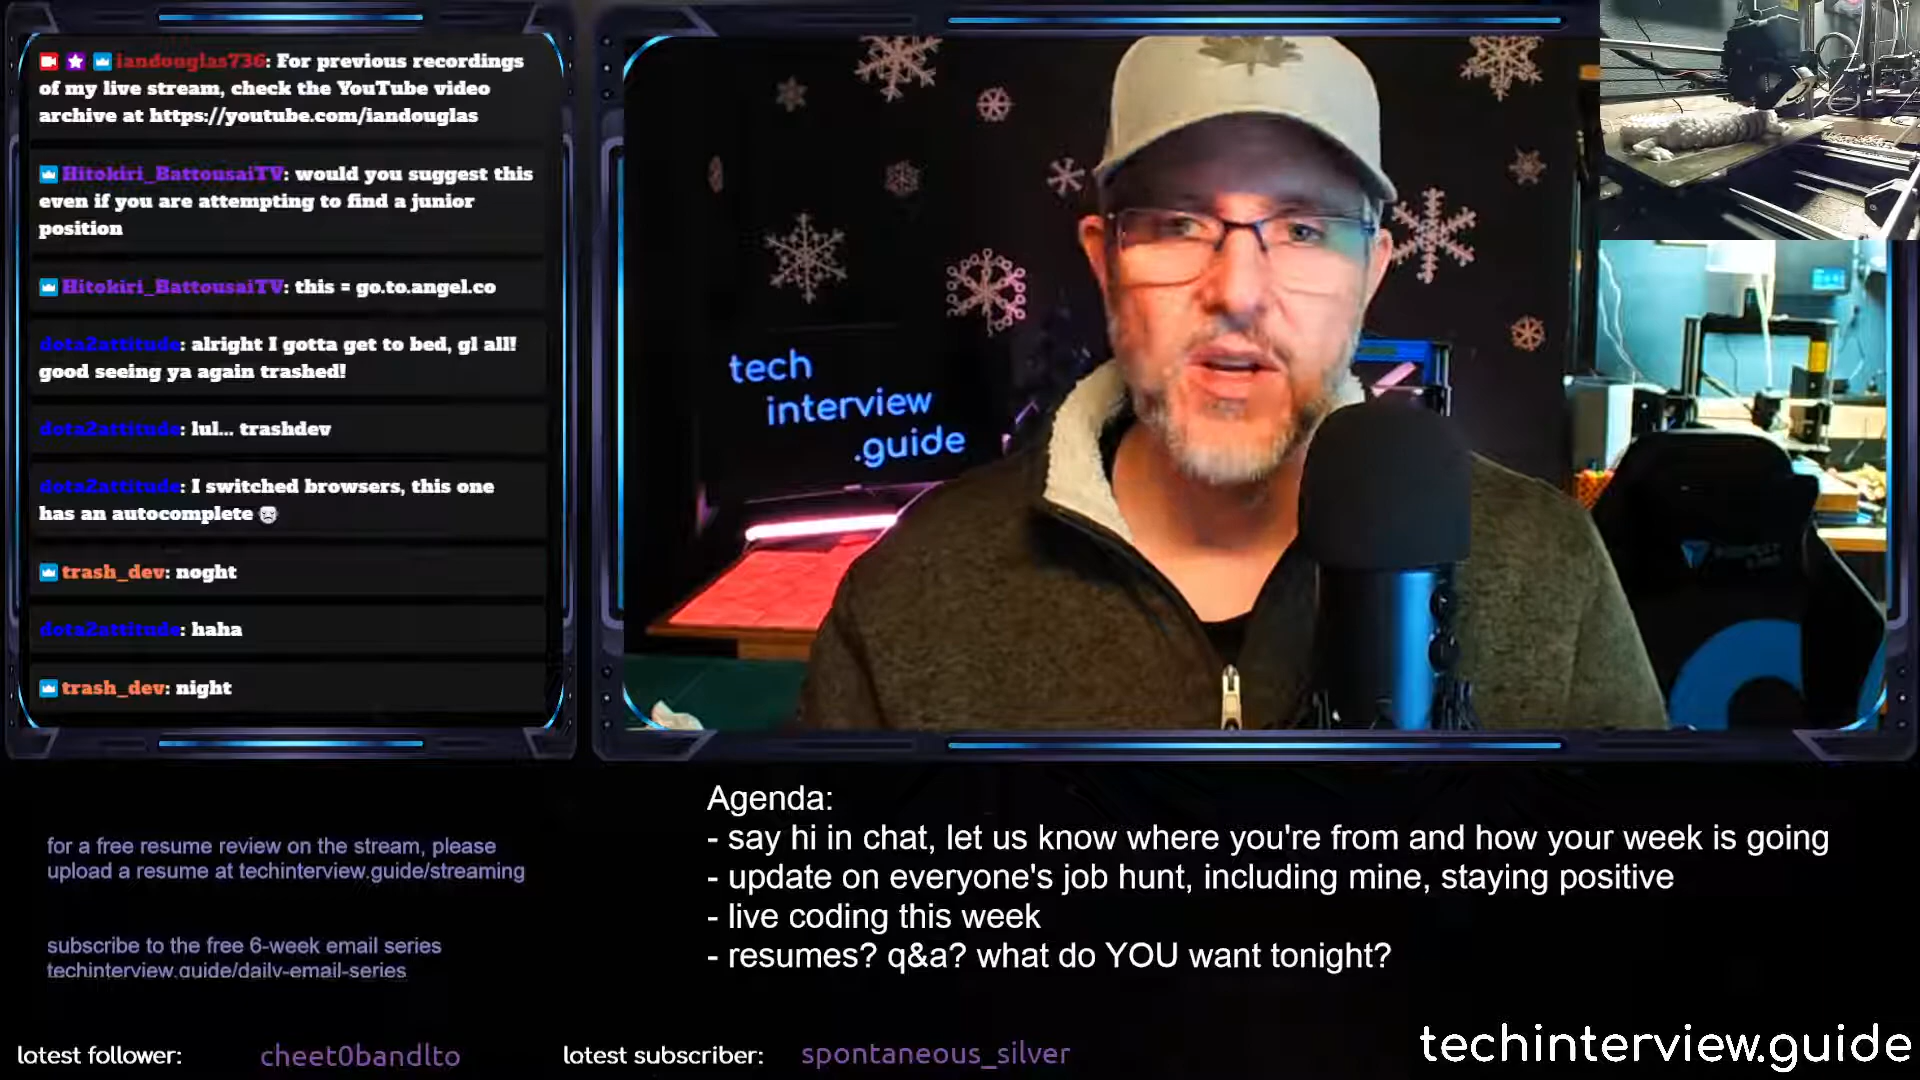 iandouglas736: For previous recordings
of my live stream, check the YouTube video
archive at https://youtube.com/iandouglas
Hitokiri_BattousaiTV: would you suggest this
even if you are attempting to find a junior
position
Hitokiri_BattousaiTV: this = go.to.angel.co
dota2attitude: alright I gotta get to bed, gl all!
good seeing ya again trashed!
dota2attitude: lul... trashdev
dota2attitude: I switched browsers, this one
has an autocomplete
trash_dev: noght
dota2attitude: haha
trash_dev: night
tech
interview
.guide
for a free resume review on the stream, please
upload a resume at techinterview.guide/streaming
subscribe to the free 6-week email series
techinterview.guide/daily-email-series
Agenda:
- say hi in chat, let us know where you're from and how your week is going
- update on everyone's job hunt, including mine, staying positive
- live coding this week
- resumes? q&a? what do YOU want tonight?
latest follower: cheet0bandlto
latest subscriber: spontaneous_silver
techinterview.guide